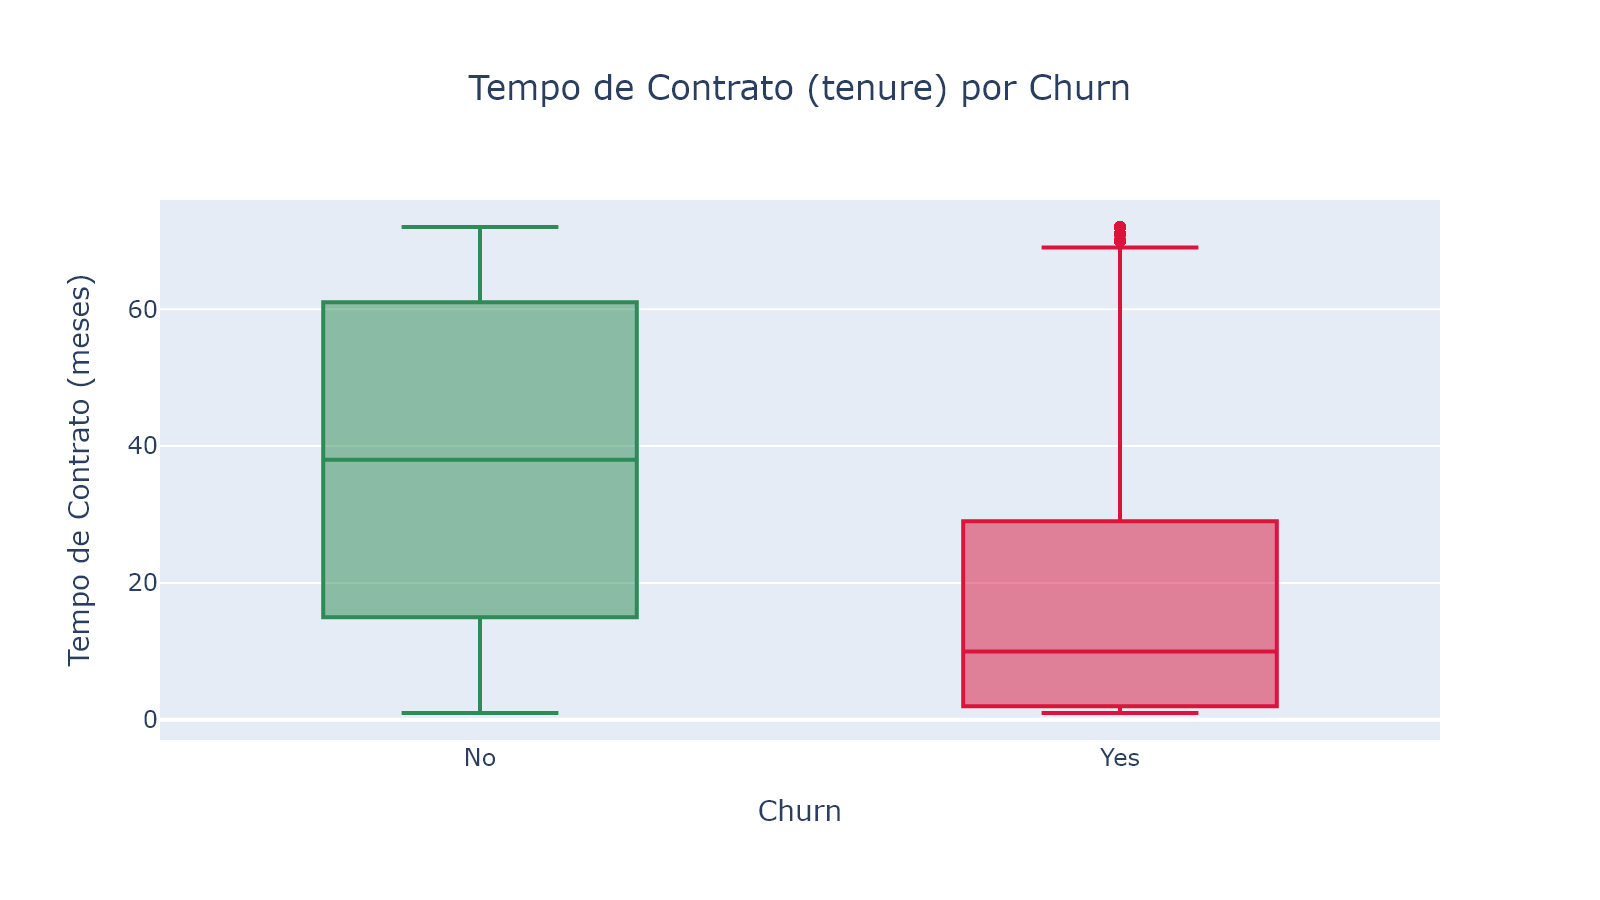 Tempo de Contrato (tenure) por Churn
Tempo de Contrato (meses)
60
40
20
0
No
Yes
Churn